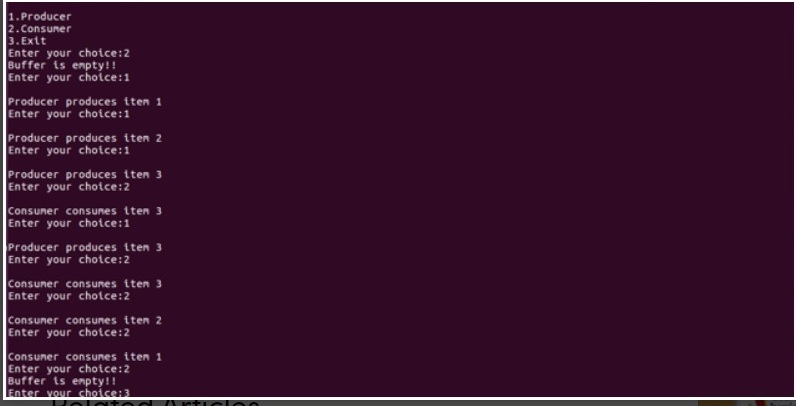 1.Producer
2.Consumer
3.Exit
Enter your choice:2
Buffer is empty!!
Enter your choice:1
Producer produces item 1
Enter your choice:1
Producer produces item 2
Enter your choice:1
Producer produces item 3
Enter your choice:2
Consumer consumes item 3
Enter your choice:1
Producer produces item 3
Enter your choice:2
Consumer consumes item 3
Enter your choice:2
Consumer consumes item 2
Enter your choice:2
Consumer consumes item 1
Enter your choice:2
Buffer is empty!!
Enter your choice:3
Related Articles